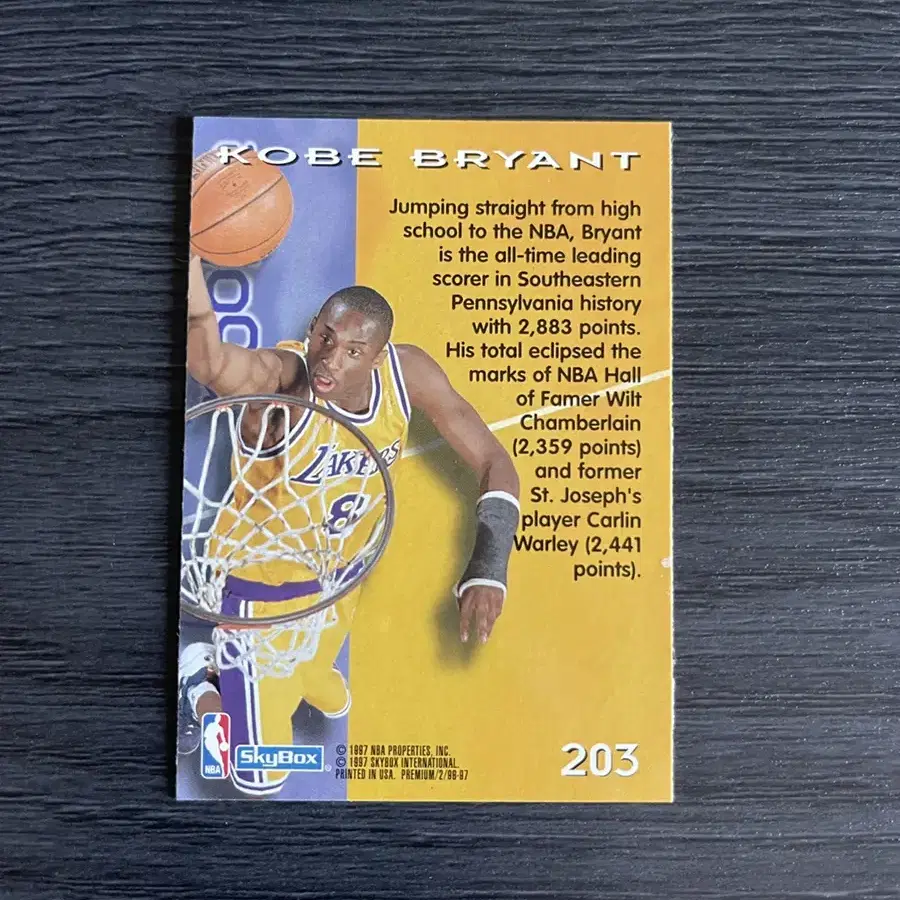 KOBE BRYANT
Jumping straight from high
school to the NBA, Bryant
is the all-time leading
scorer in Southeastern
Pennsylvania history
with 2,883 points.
His total eclipsed the
marks of NBA Hall
of Famer Wilt
Chamberlain
(2,359 points)
and former
St. Joseph's
player Carlin
Warley (2,441
points).
LAKERS
8
NBA
SkyBox®
© 1997 NBA PROPERTIES, INC.
© 1997 SKYBOX INTERNATIONAL.
PRINTED IN USA. PREMIUM/2/96-97
203